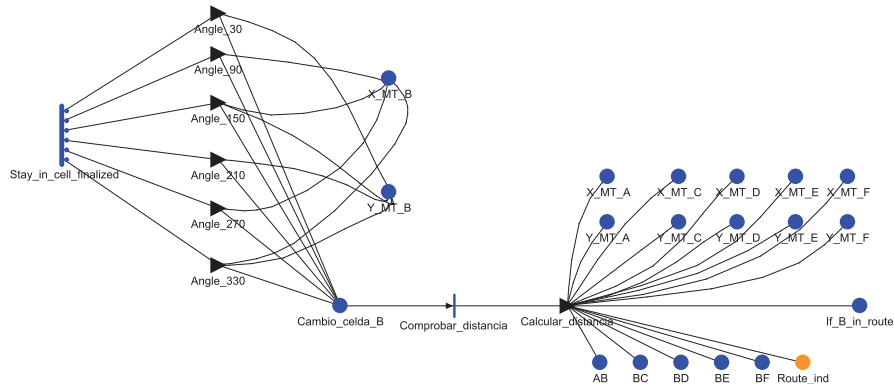 Angle_30
Angle_90
X_MT_B
Angle_150
Stay_in_cell_finalized
Angle_210
X_MT_A
X_MT_C
X_MT_D
X_MT_E
X_MT_F
Y_MT_B
Angle_270
Y_MT_A
Y_MT_C
Y_MT_D
Y_MT_E
Y_MT_F
Angle_330
Cambio_celda_B
Comprobar_distancia
Calcular_distancia
If_B_in_route
AB
BC
BD
BE
BF
Route_ind